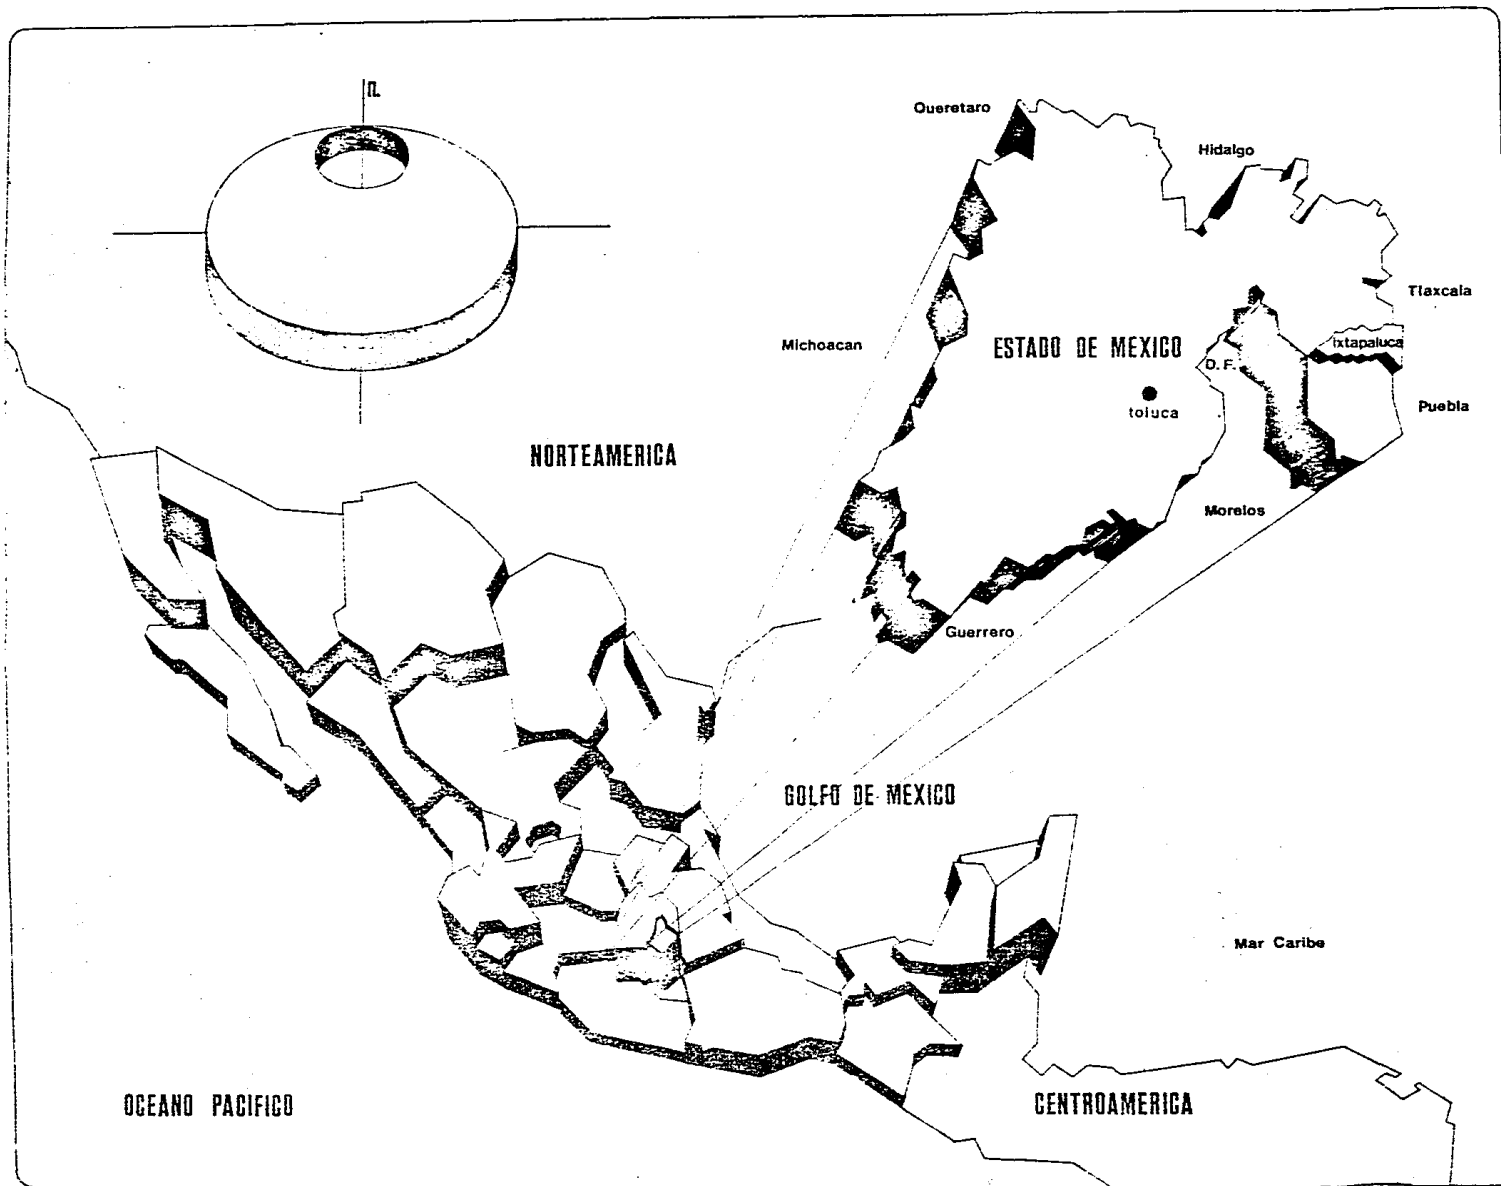 n.
Queretaro
Hidalgo
Tlaxcala
Michoacan
ESTADO DE MEXICO
Ixtapaluca
D. F.
toluca
Puebla
NORTEAMERICA
Morelos
Guerrero
GOLFO DE MEXICO
Mar Caribe
OCEANO PACIFICO
CENTROAMERICA